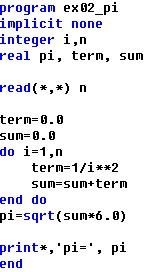 program ex02_pi
implicit none
integer i,n
real pi, term, sum
read(*,*) n
term=0.0
sum=0.0
do i=1,n
term=1/i**2
sum=sum+term
end do
pi=sqrt(sum*6.0)
print*,'pi=', pi
end